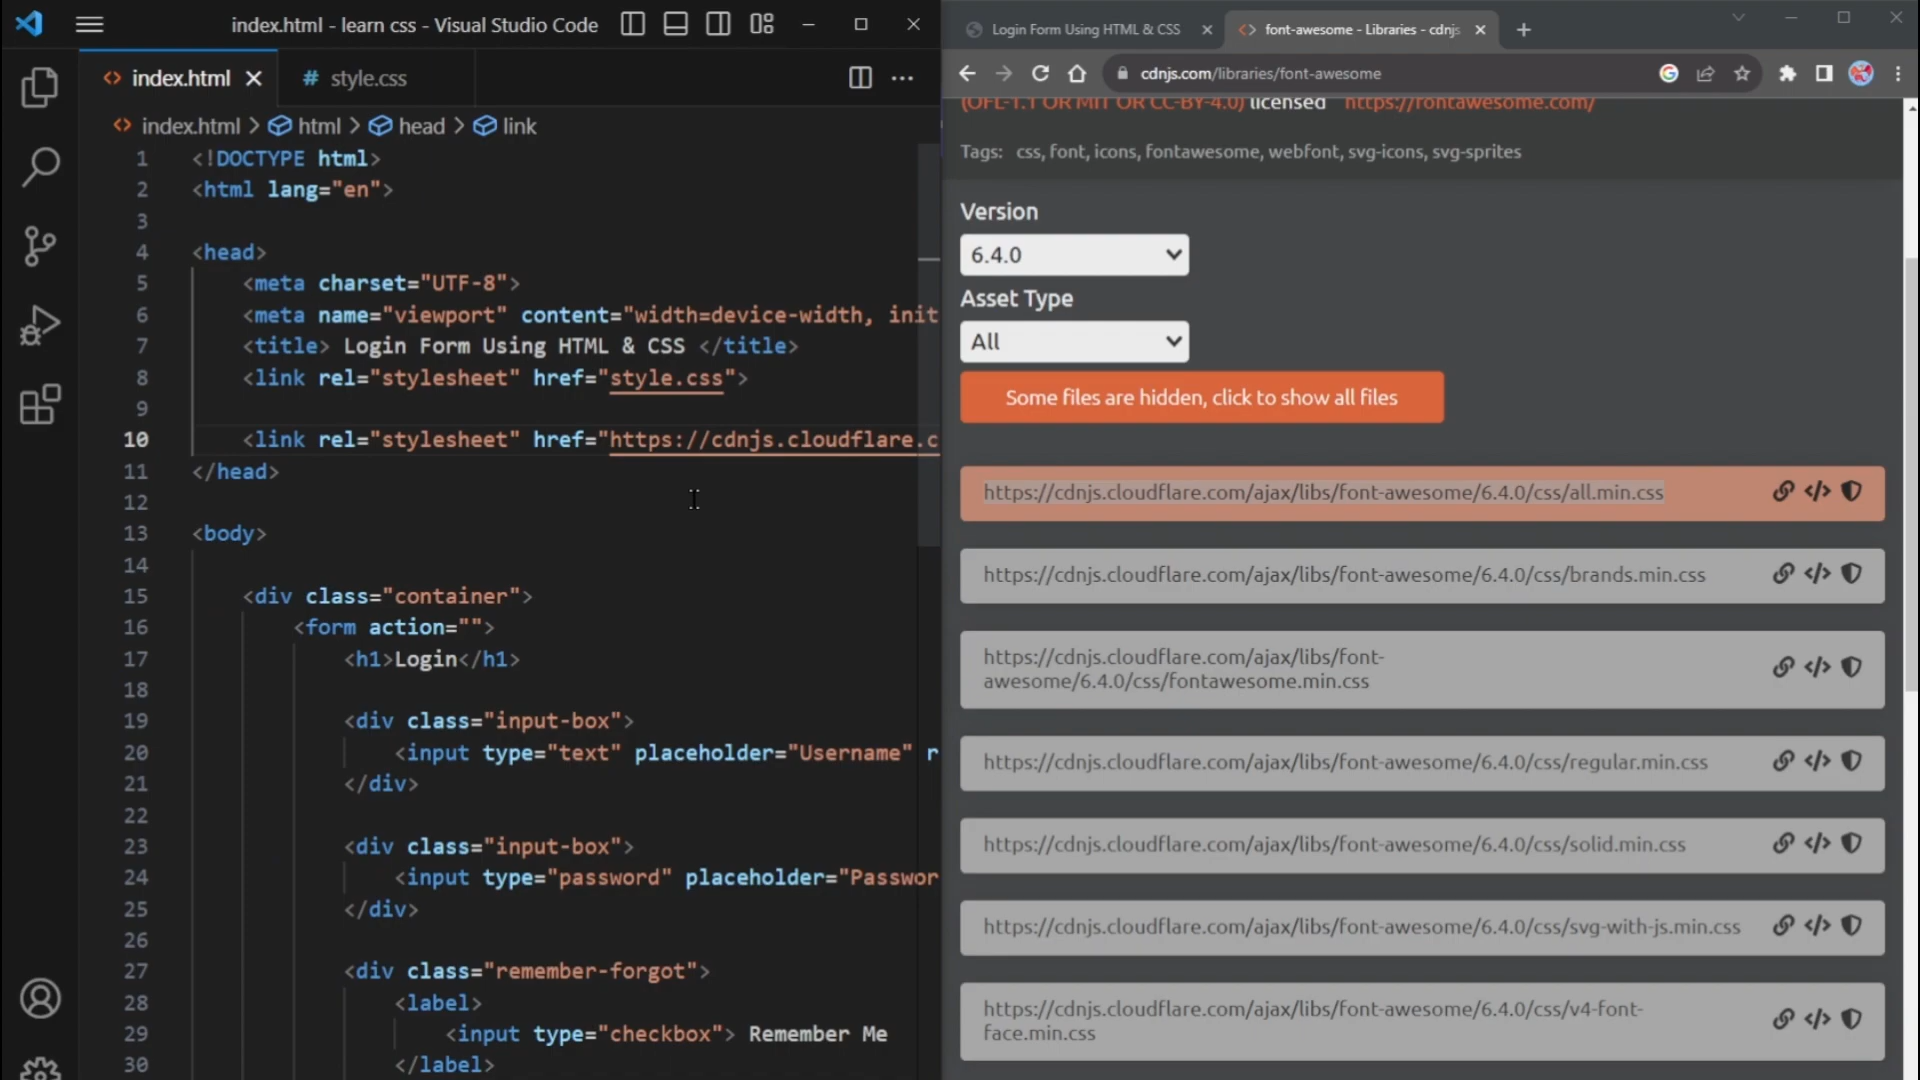 index.html - learn css - Visual Studio Code
index.html
# style.css
index.html > html > head > link
1 <!DOCTYPE html>
2 <html lang="en">
3
4 <head>
5 <meta charset="UTF-8">
6 <meta name="viewport" content="width=device-width, init
7 <title> Login Form Using HTML & CSS </title>
8 <link rel="stylesheet" href="style.css">
9
10 <link rel="stylesheet" href="https://cdnjs.cloudflare.c
11 </head>
12
13 <body>
14
15 <div class="container">
16 <form action="">
17 <h1>Login</h1>
18
19 <div class="input-box">
20 <input type="text" placeholder="Username" r
21 </div>
22
23 <div class="input-box">
24 <input type="password" placeholder="Passwor
25 </div>
26
27 <div class="remember-forgot">
28 <label>
29 <input type="checkbox"> Remember Me
30 </label>
Login Form Using HTML & CSS
font-awesome - Libraries - cdnjs
cdnjs.com/libraries/font-awesome
(OFL-1.1 OR MIT OR CC-BY-4.0) licensed https://fontawesome.com/
Tags: css, font, icons, fontawesome, webfont, svg-icons, svg-sprites
Version
6.4.0
Asset Type
All
Some files are hidden, click to show all files
https://cdnjs.cloudflare.com/ajax/libs/font-awesome/6.4.0/css/all.min.css
https://cdnjs.cloudflare.com/ajax/libs/font-awesome/6.4.0/css/brands.min.css
https://cdnjs.cloudflare.com/ajax/libs/font-
awesome/6.4.0/css/fontawesome.min.css
https://cdnjs.cloudflare.com/ajax/libs/font-awesome/6.4.0/css/regular.min.css
https://cdnjs.cloudflare.com/ajax/libs/font-awesome/6.4.0/css/solid.min.css
https://cdnjs.cloudflare.com/ajax/libs/font-awesome/6.4.0/css/svg-with-js.min.css
https://cdnjs.cloudflare.com/ajax/libs/font-awesome/6.4.0/css/v4-font-
face.min.css